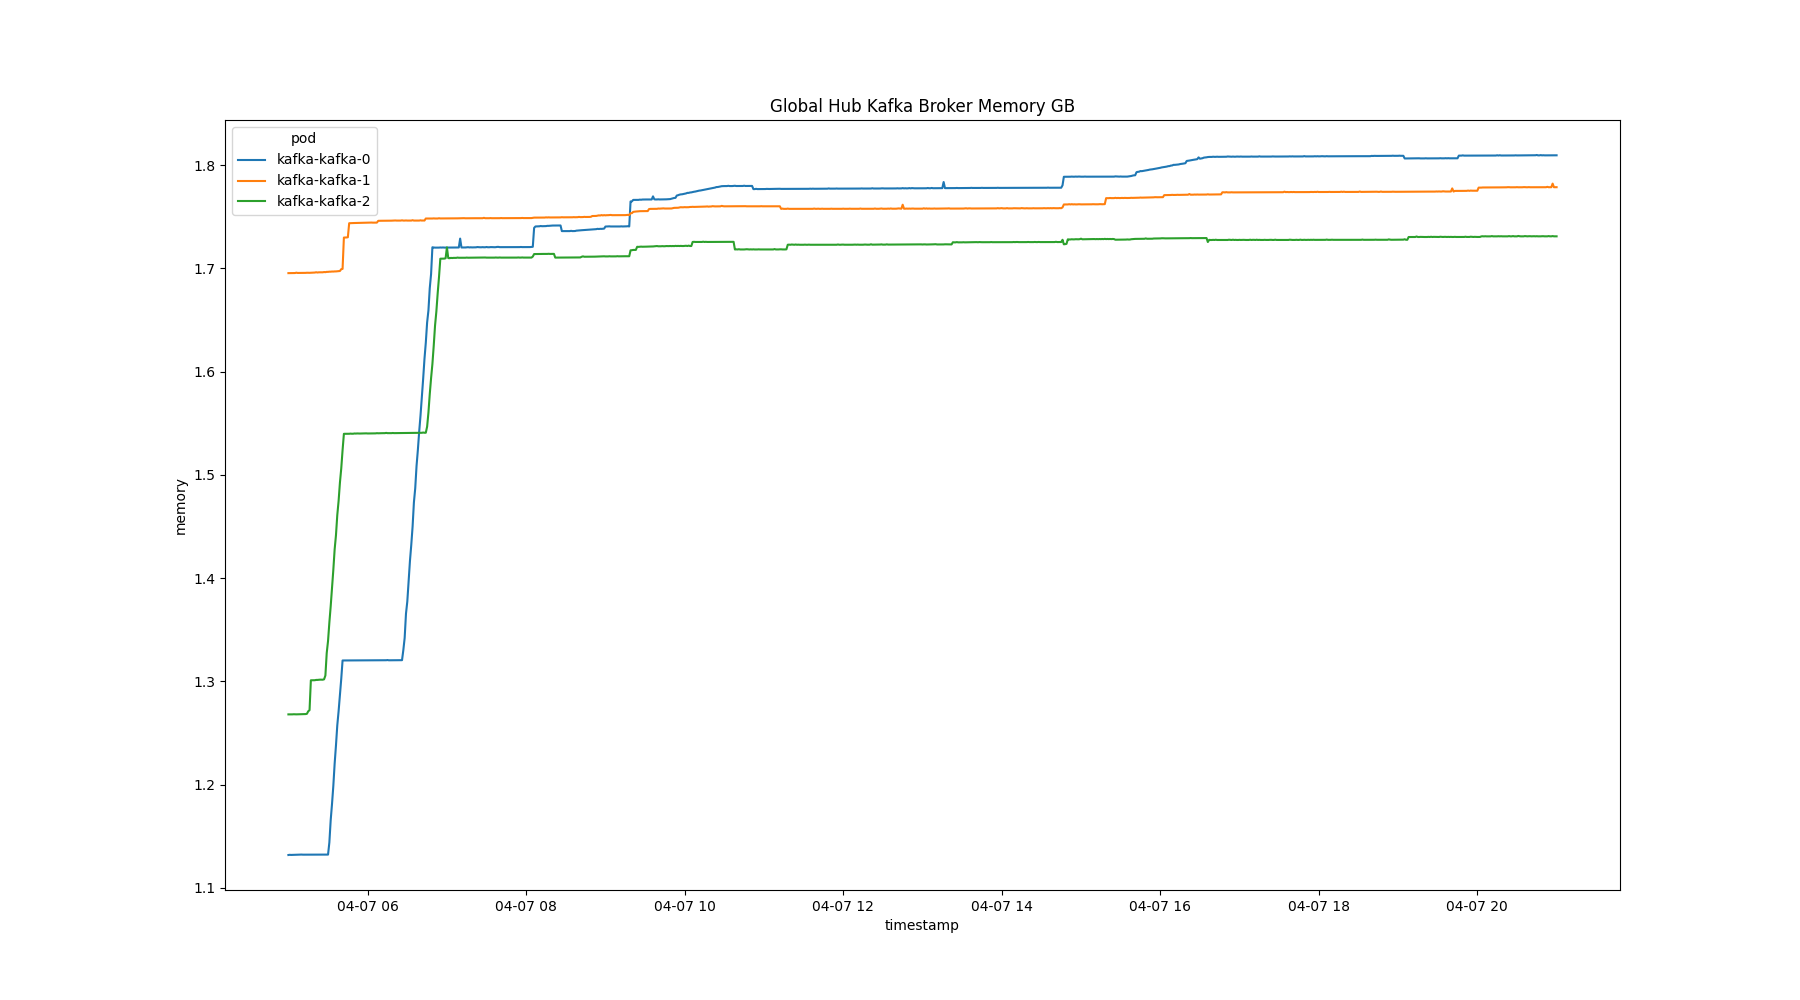 Global Hub Kafka Broker Memory GB
pod
kafka-kafka-0
kafka-kafka-1
kafka-kafka-2
1.8
1.7
1.6
1.5
1.4
1.3
1.2
1.1
memory
04-07 06
04-07 08
04-07 10
04-07 12
04-07 14
04-07 16
04-07 18
04-07 20
timestamp